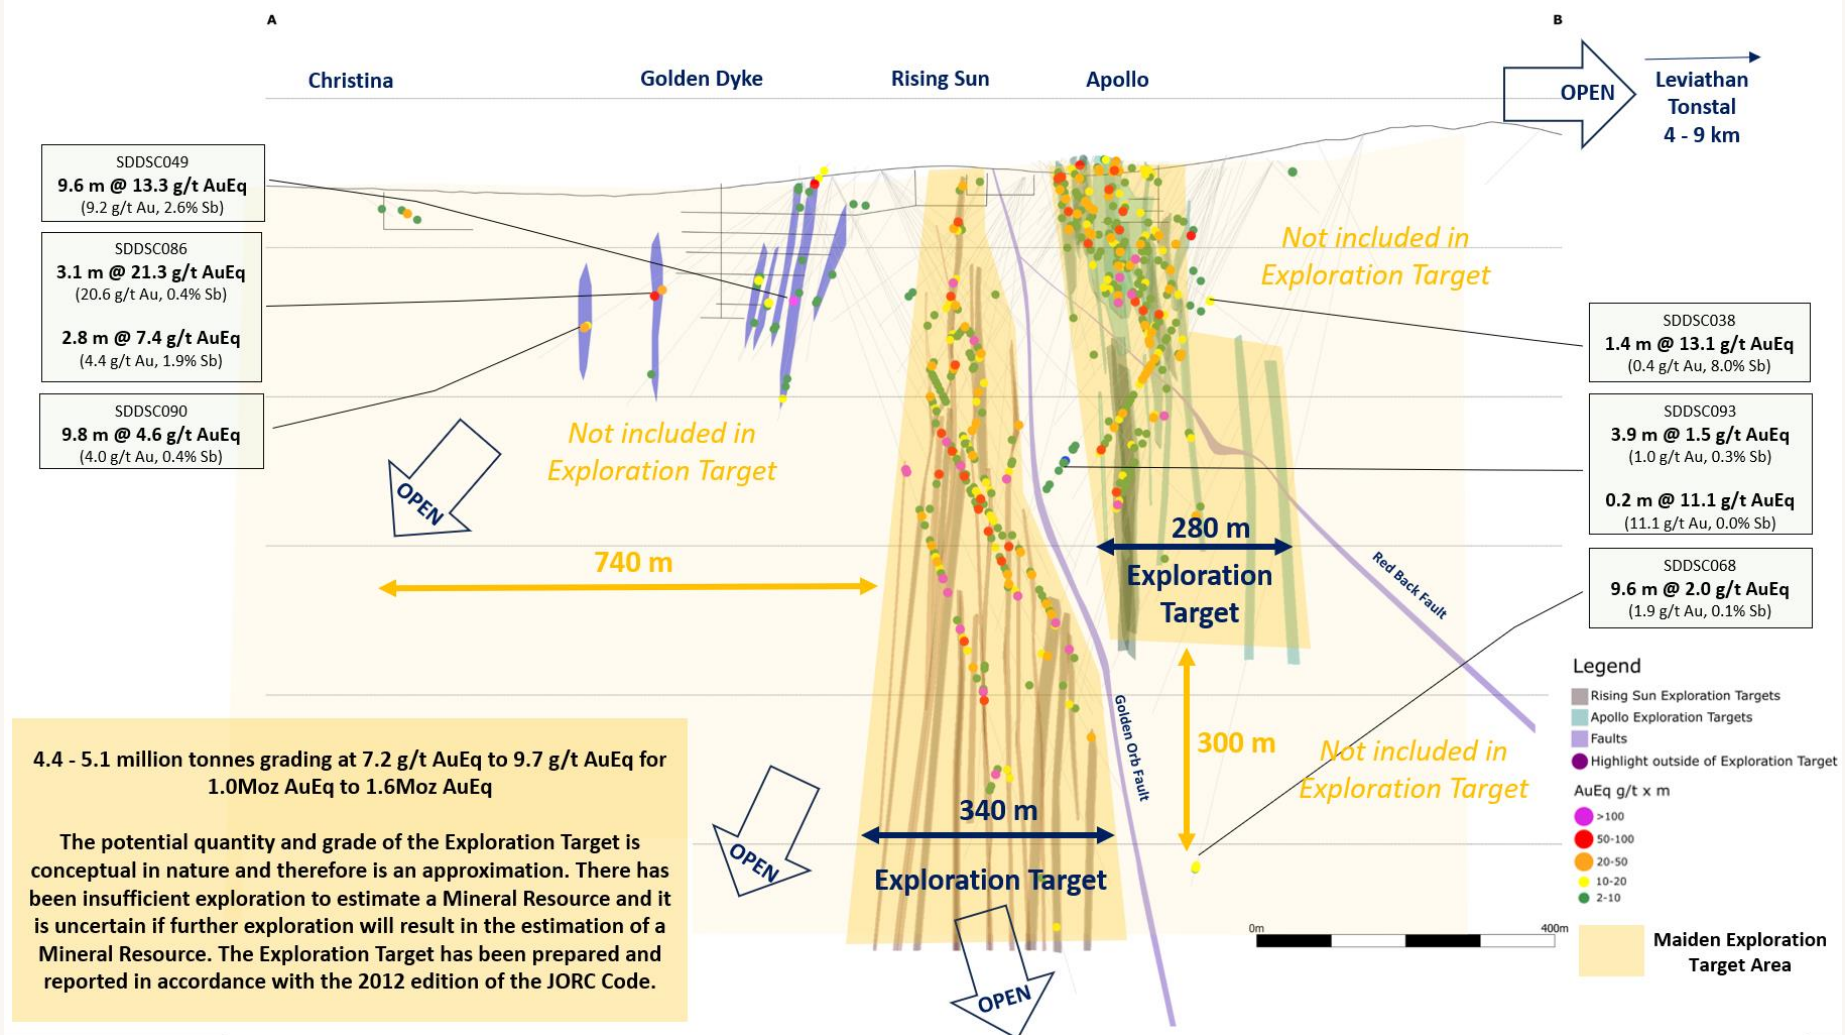 A
B
Christina
Golden Dyke
Rising Sun
Apollo
OPEN
Leviathan
Tonstal
4 - 9 km
SDDSC049
9.6 m @ 13.3 g/t AuEq
(9.2 g/t Au, 2.6% Sb)
SDDSC086
3.1 m @ 21.3 g/t AuEq
(20.6 g/t Au, 0.4% Sb)
2.8 m @ 7.4 g/t AuEq
(4.4 g/t Au, 1.9% Sb)
SDDSC090
9.8 m @ 4.6 g/t AuEq
(4.0 g/t Au, 0.4% Sb)
Not included in
Exploration Target
SDDSC038
1.4 m @ 13.1 g/t AuEq
(0.4 g/t Au, 8.0% Sb)
SDDSC093
3.9 m @ 1.5 g/t AuEq
(1.0 g/t Au, 0.3% Sb)
0.2 m @ 11.1 g/t AuEq
(11.1 g/t Au, 0.0% Sb)
SDDSC068
9.6 m @ 2.0 g/t AuEq
(1.9 g/t Au, 0.1% Sb)
Not included in
Exploration Target
OPEN
740 m
280 m
Exploration
Target
Red Back Fault
Golden Orb Fault
300 m
Not included in
Exploration Target
340 m
Exploration Target
OPEN
OPEN
4.4 - 5.1 million tonnes grading at 7.2 g/t AuEq to 9.7 g/t AuEq for
1.0Moz AuEq to 1.6Moz AuEq
The potential quantity and grade of the Exploration Target is
conceptual in nature and therefore is an approximation. There has
been insufficient exploration to estimate a Mineral Resource and it
is uncertain if further exploration will result in the estimation of a
Mineral Resource. The Exploration Target has been prepared and
reported in accordance with the 2012 edition of the JORC Code.
Legend
Rising Sun Exploration Targets
Apollo Exploration Targets
Faults
Highlight outside of Exploration Target
AuEq g/t x m
>100
50-100
20-50
10-20
2-10
0m
400m
Maiden Exploration
Target Area